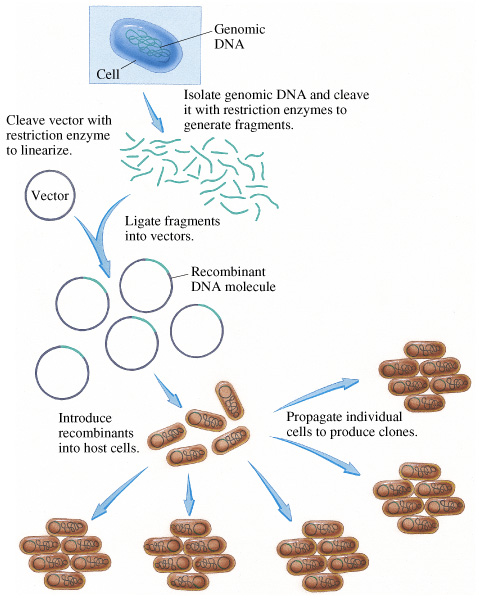 Genomic
DNA
Cell
Isolate genomic DNA and cleave
it with restriction enzymes to
generate fragments.
Cleave vector with
restriction enzyme
to linearize.
Vector
Ligate fragments
into vectors.
Recombinant
DNA molecule
Introduce
recombinants
into host cells.
Propagate individual
cells to produce clones.